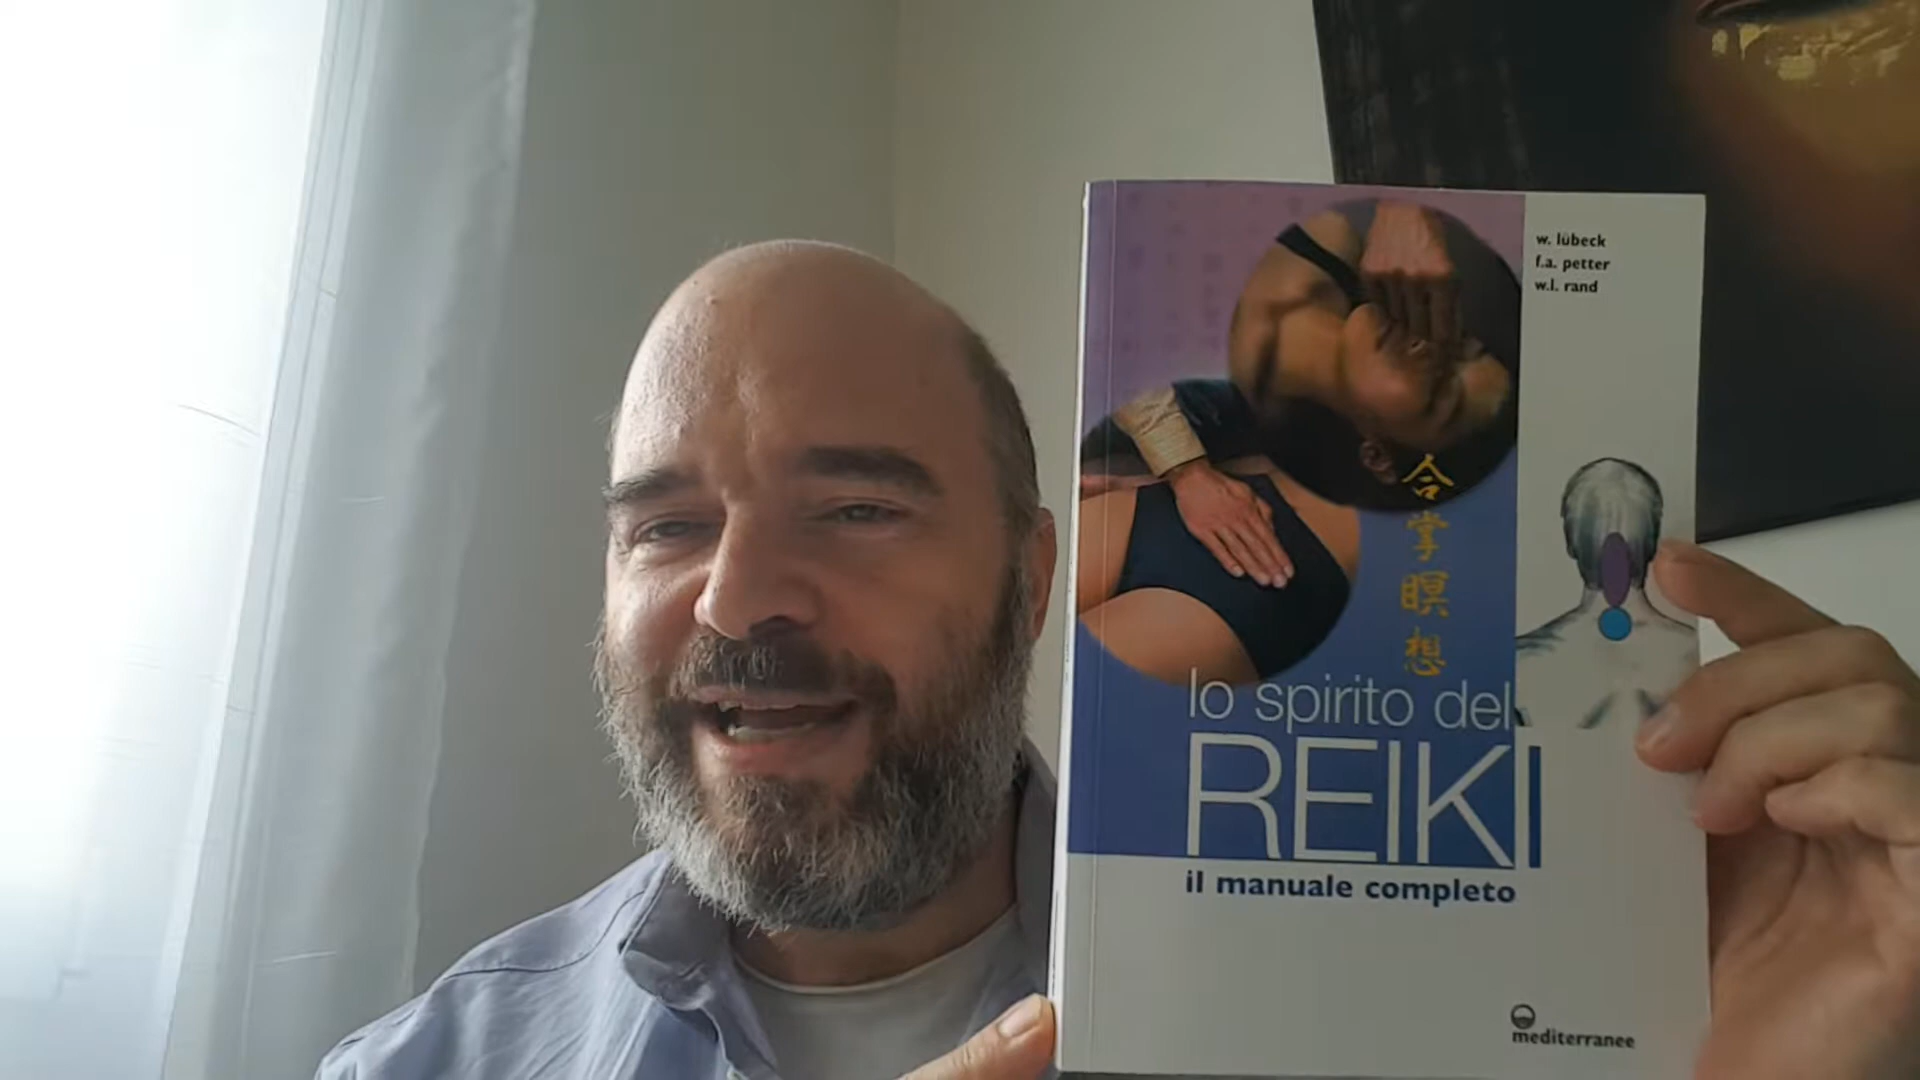 w. lübeck
f.a. petter
w.l. rand
合
掌
瞑
想
lo spirito del
REIKI
il manuale completo
mediterranee